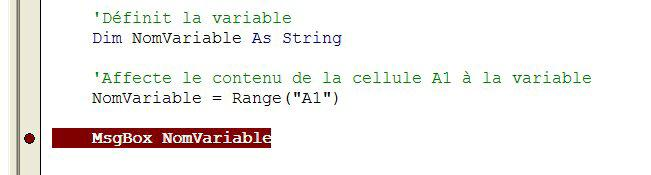 'Définit la variable
Dim NomVariable As String
'Affecte le contenu de la cellule A1 à la variable
NomVariable = Range("A1")
MsgBox NomVariable